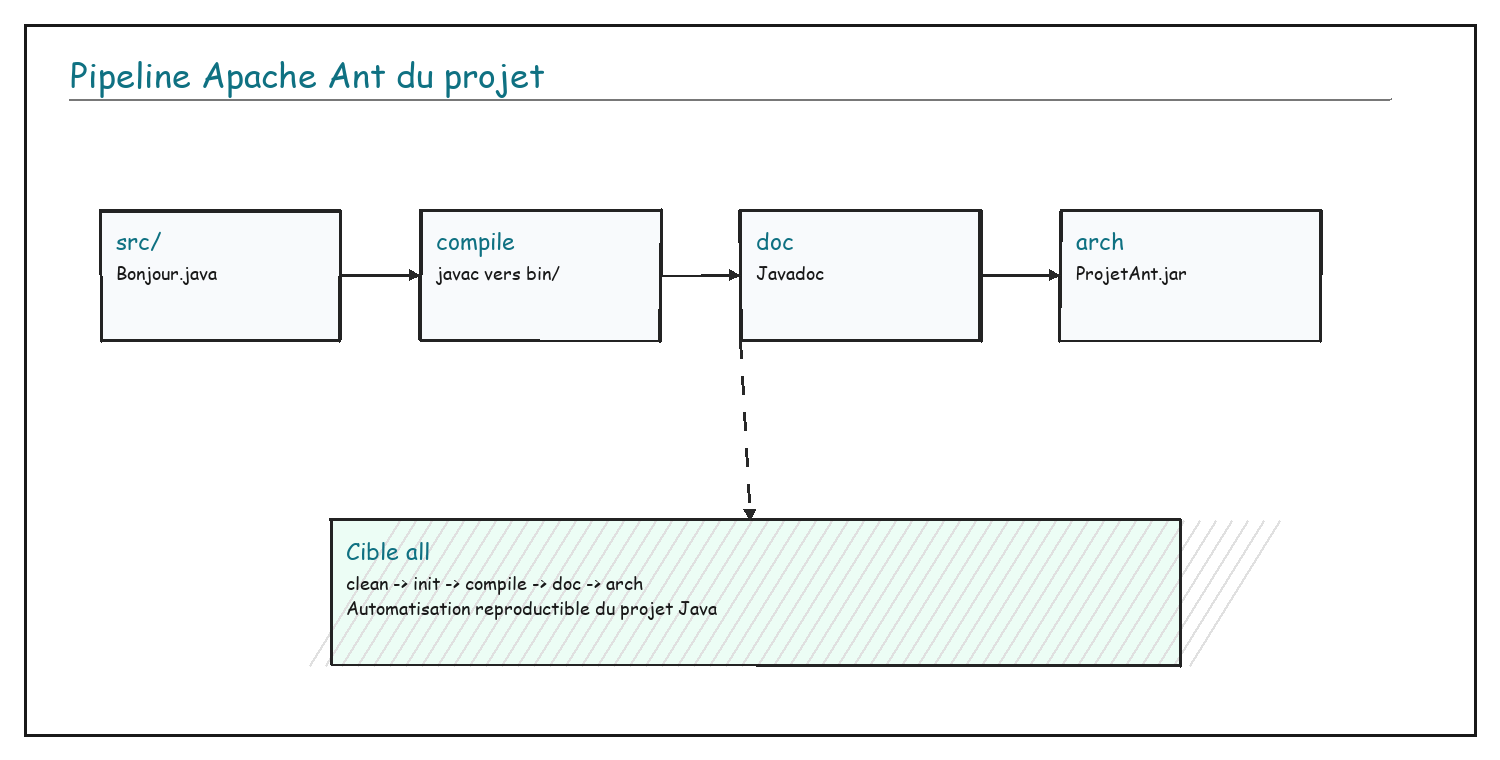 Pipeline Apache Ant du projet
src/
Bonjour.java
compile
javac vers bin/
doc
Javadoc
arch
ProjetAnt.jar
Cible all
clean -> init -> compile -> doc -> arch
Automatisation reproductible du projet Java